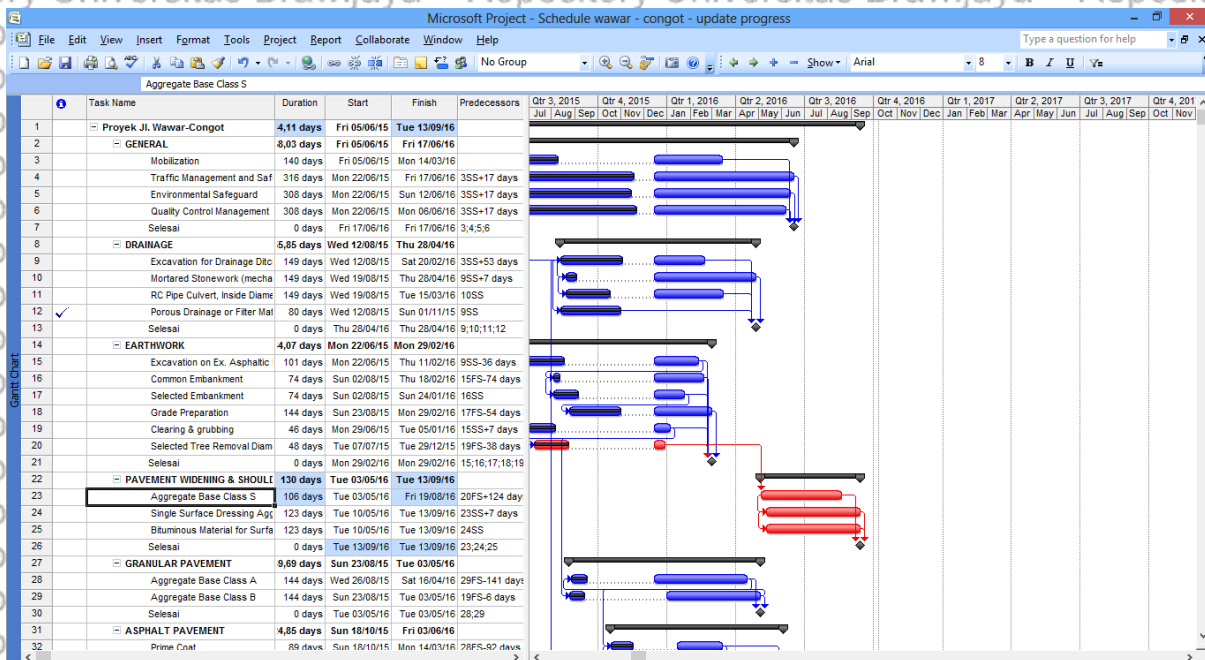 Repository Universitas Brawijaya
Microsoft Project - Schedule wawar - congot - update progress
File Edit View Insert Format Tools Project Report Collaborate Window Help Type a question for help
No Group Show Arial 8 B I U
Aggregate Base Class S
Task Name Duration Start Finish Predecessors Qtr 3, 2015 Qtr 4, 2015 Qtr 1, 2016 Qtr 2, 2016 Qtr 3, 2016 Qtr 4, 2016 Qtr 1, 2017 Qtr 2, 2017 Qtr 3, 2017 Qtr 4, 201
Jul Aug Sep Oct Nov Dec Jan Feb Mar Apr May Jun Jul Aug Sep Oct Nov Dec Jan Feb Mar Apr May Jun Jul Aug Sep Oct Nov
1 Proyek Jl. Wawar-Congot 4,11 days Fri 05/06/15 Tue 13/09/16
2 GENERAL 8,03 days Fri 05/06/15 Fri 17/06/16
3 Mobilization 140 days Fri 05/06/15 Mon 14/03/16
4 Traffic Management and Saf 316 days Mon 22/06/15 Fri 17/06/16 3SS+17 days
5 Environmental Safeguard 308 days Mon 22/06/15 Sun 12/06/16 3SS+17 days
6 Quality Control Management 308 days Mon 22/06/15 Mon 06/06/16 3SS+17 days
7 Selesai 0 days Fri 17/06/16 Fri 17/06/16 3;4;5;6
8 DRAINAGE 5,85 days Wed 12/08/15 Thu 28/04/16
9 Excavation for Drainage Ditc 149 days Wed 12/08/15 Sat 20/02/16 3SS+53 days
10 Mortared Stonework (mecha 149 days Wed 19/08/15 Thu 28/04/16 9SS+7 days
11 RC Pipe Culvert, Inside Diame 149 days Wed 19/08/15 Tue 15/03/16 10SS
12 Porous Drainage or Filter Mat 80 days Wed 12/08/15 Sun 01/11/15 9SS
13 Selesai 0 days Thu 28/04/16 Thu 28/04/16 9;10;11;12
14 EARTHWORK 4,07 days Mon 22/06/15 Mon 29/02/16
15 Excavation on Ex. Asphaltic 101 days Mon 22/06/15 Thu 11/02/16 9SS-36 days
16 Common Embankment 74 days Sun 02/08/15 Thu 18/02/16 15FS-74 days
17 Selected Embankment 74 days Sun 02/08/15 Sun 24/01/16 16SS
18 Grade Preparation 144 days Sun 23/08/15 Mon 29/02/16 17FS-54 days
19 Clearing & grubbing 46 days Mon 29/06/15 Tue 05/01/16 15SS+7 days
20 Selected Tree Removal Diam 48 days Tue 07/07/15 Tue 29/12/15 19FS-38 days
21 Selesai 0 days Mon 29/02/16 Mon 29/02/16 15;16;17;18;19
22 PAVEMENT WIDENING & SHOULD 130 days Tue 03/05/16 Tue 13/09/16
23 Aggregate Base Class S 106 days Tue 03/05/16 Fri 19/08/16 20FS+124 day
24 Single Surface Dressing Agg 123 days Tue 10/05/16 Tue 13/09/16 23SS+7 days
25 Bituminous Material for Surfa 123 days Tue 10/05/16 Tue 13/09/16 24SS
26 Selesai 0 days Tue 13/09/16 Tue 13/09/16 23;24;25
27 GRANULAR PAVEMENT 9,69 days Sun 23/08/15 Tue 03/05/16
28 Aggregate Base Class A 144 days Wed 26/08/15 Sat 16/04/16 29FS-141 days
29 Aggregate Base Class B 144 days Sun 23/08/15 Tue 03/05/16 19FS-6 days
30 Selesai 0 days Tue 03/05/16 Tue 03/05/16 28;29
31 ASPHALT PAVEMENT 4,85 days Sun 18/10/15 Fri 03/06/16
32 Prime Coat 89 days Sun 18/10/15 Mon 14/03/16 28FS-92 days
Gantt Chart